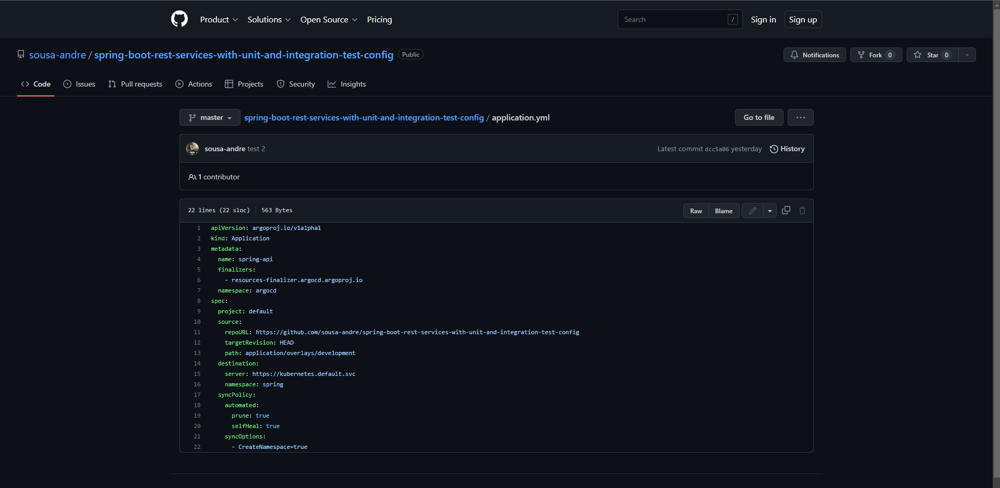 Product Solutions Open Source Pricing Search / Sign in Sign up
sousa-andre / spring-boot-rest-services-with-unit-and-integration-test-config Public Notifications Fork 0 Star 0
Code Issues Pull requests Actions Projects Security Insights
master spring-boot-rest-services-with-unit-and-integration-test-config / application.yml Go to file ...
sousa-andre test 2 Latest commit dcc5a06 yesterday History
1 contributor
22 lines (22 sloc) 563 Bytes Raw Blame
1 apiVersion: argoproj.io/v1alpha1
2 kind: Application
3 metadata:
4   name: spring-api
5   finalizers:
6     - resources-finalizer.argocd.argoproj.io
7   namespace: argocd
8 spec:
9   project: default
10   source:
11     repoURL: https://github.com/sousa-andre/spring-boot-rest-services-with-unit-and-integration-test-config
12     targetRevision: HEAD
13     path: application/overlays/development
14   destination:
15     server: https://kubernetes.default.svc
16     namespace: spring
17   syncPolicy:
18     automated:
19       prune: true
20       selfHeal: true
21     syncOptions:
22       - CreateNamespace=true